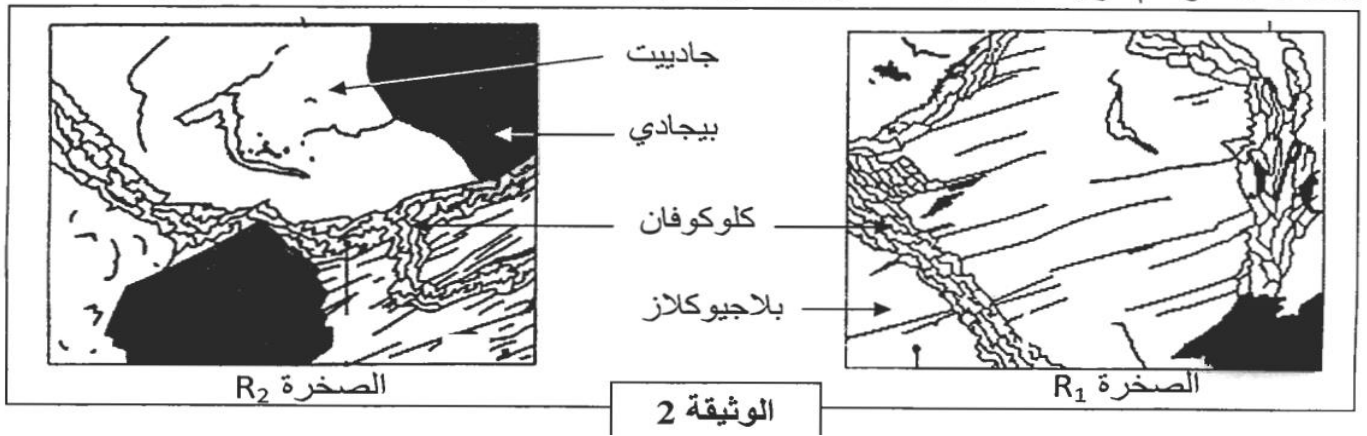 جادييت
بيجادي
كلوكوفان
بلاجيوكلاز
الصخرة R₁
الصخرة R₂
الوثيقة 2